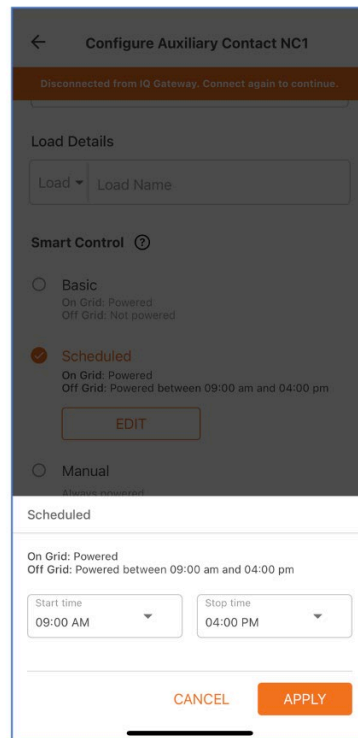 Configure Auxiliary Contact NC1
Disconnected from IQ Gateway. Connect again to continue.
Load Details
Load Load Name
Smart Control ?
Basic
On Grid: Powered
Off Grid: Not powered
Scheduled
On Grid: Powered
Off Grid: Powered between 09:00 am and 04:00 pm
EDIT
Manual
Always powered
Scheduled
On Grid: Powered
Off Grid: Powered between 09:00 am and 04:00 pm
Start time Stop time
09:00 AM 04:00 PM
CANCEL APPLY